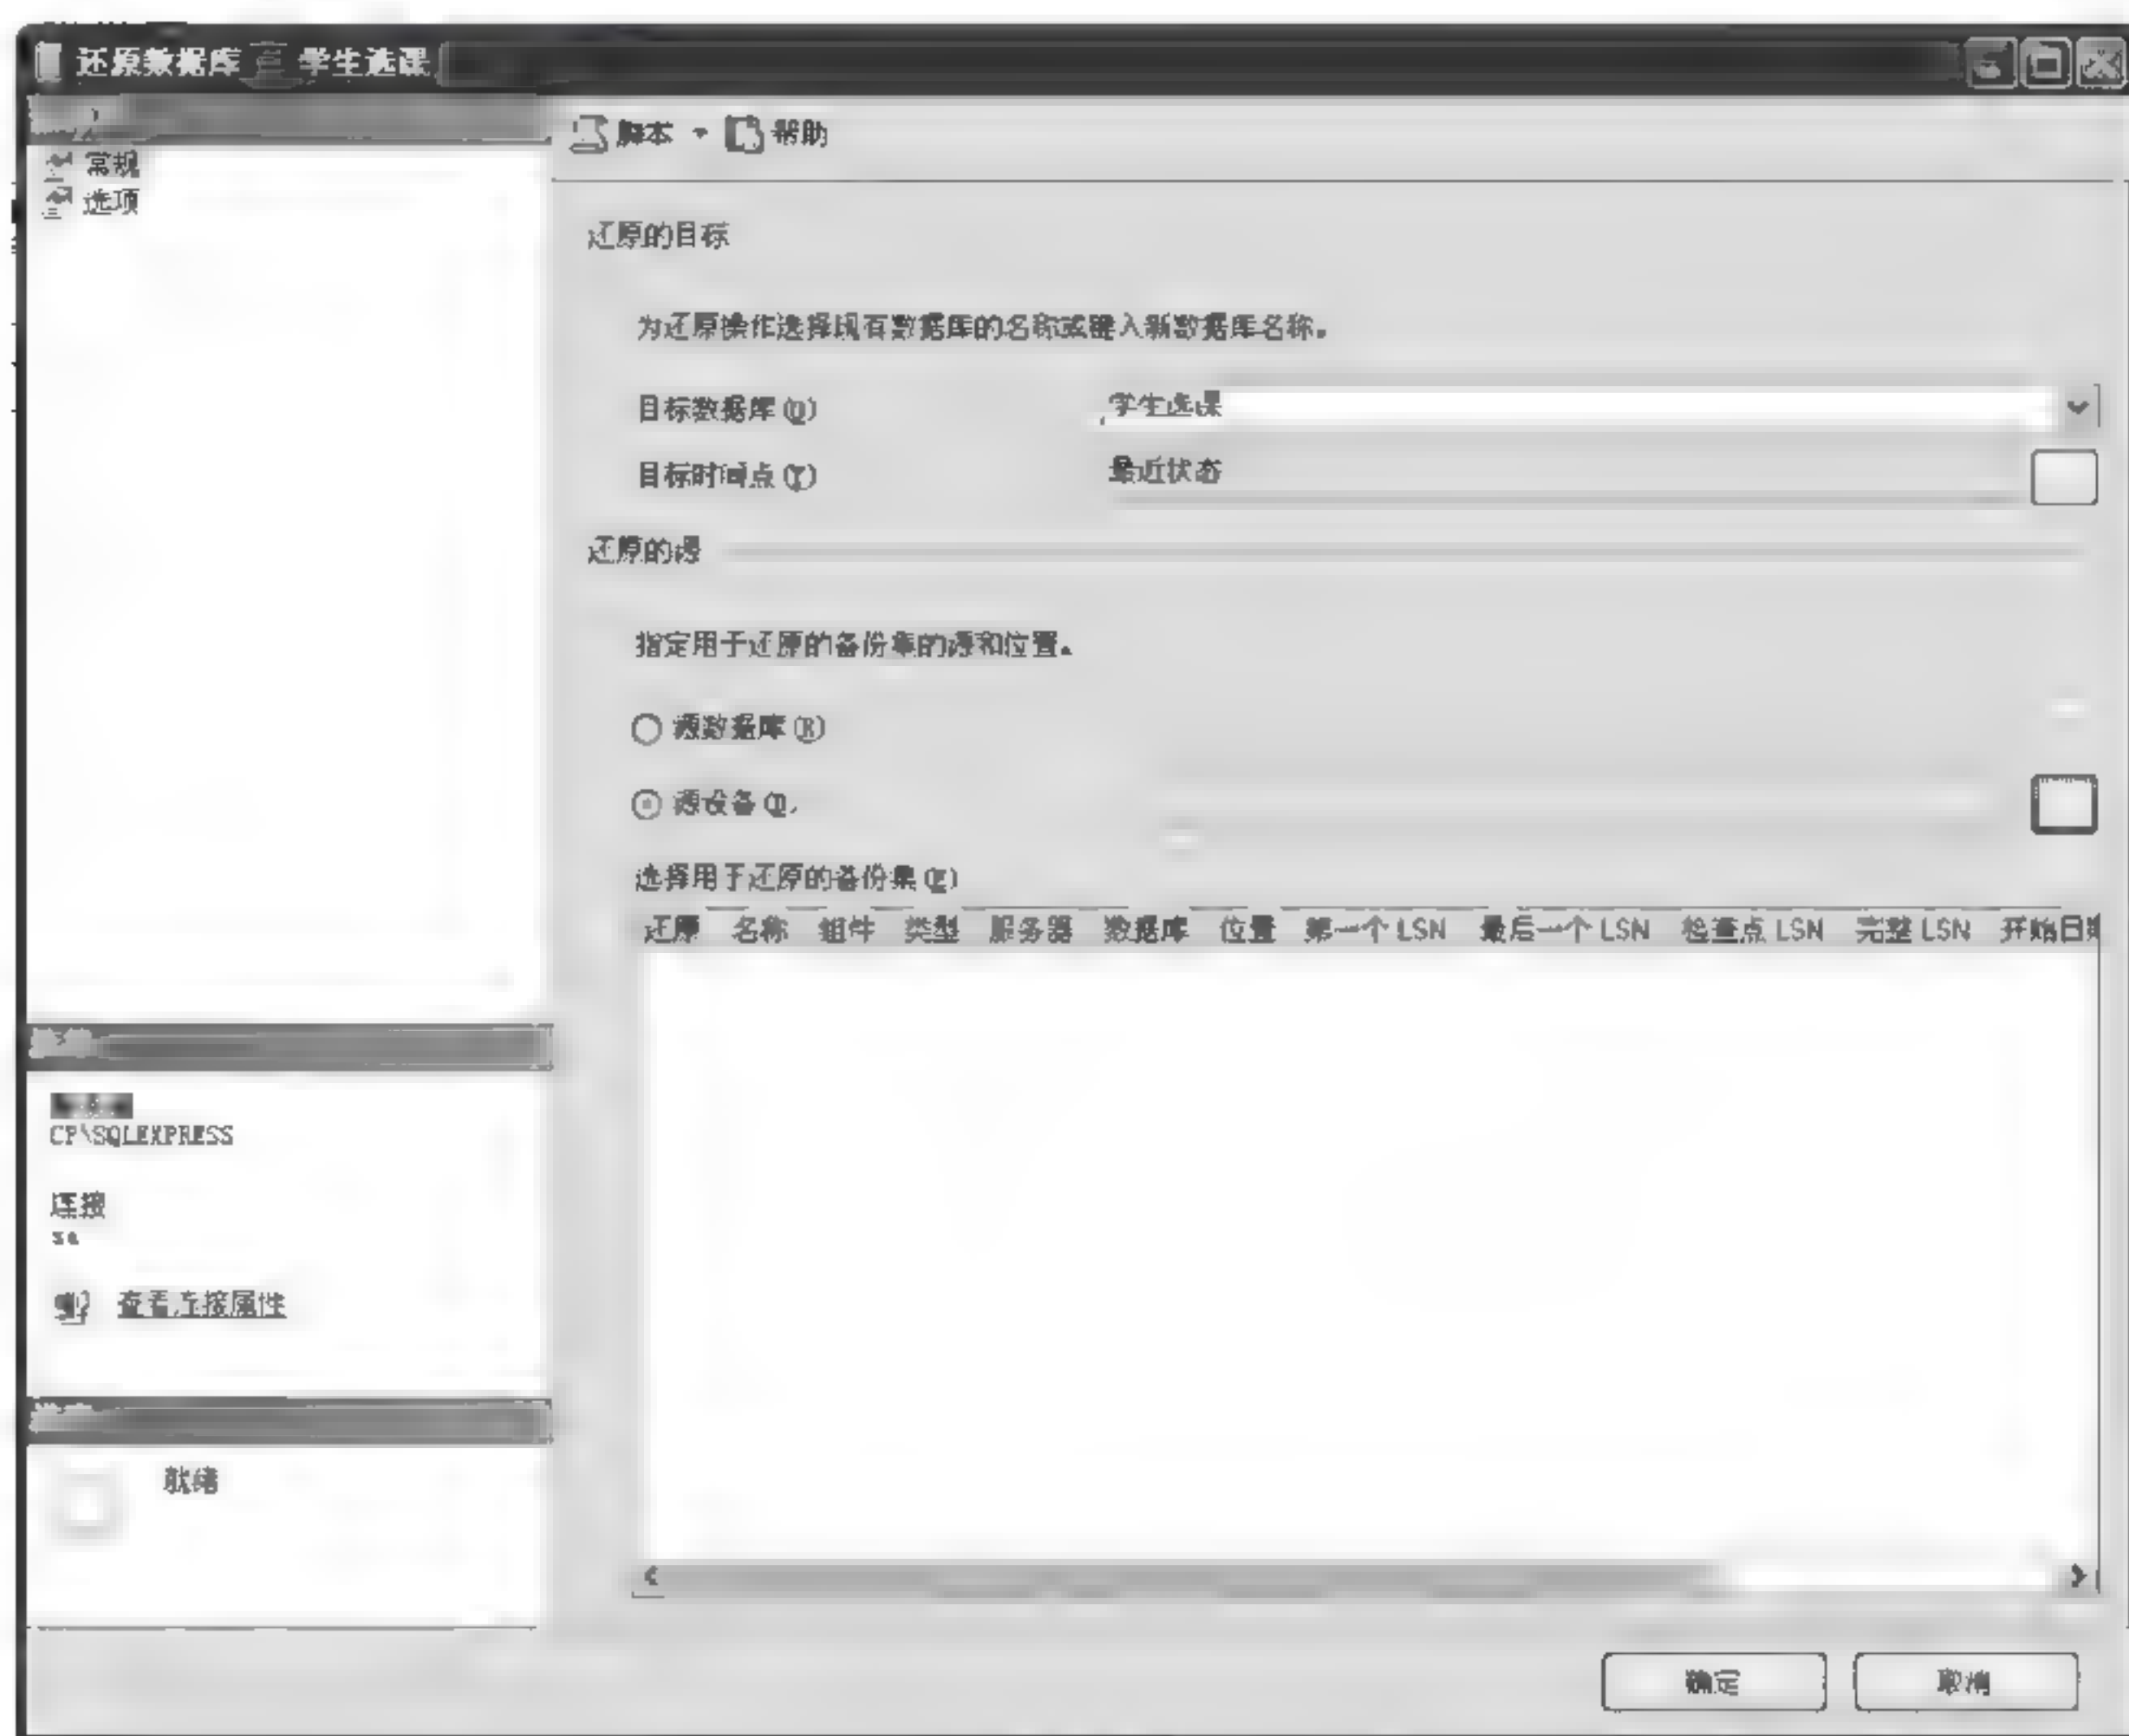 还原数据库 学生选课
常规
选项
脚本 帮助
还原的目标
为还原操作选择现有数据库的名称或键入新数据库名称。
目标数据库(O) 学生选课
目标时间点(T) 最近状态
还原的源
指定用于还原的备份集的源和位置。
源数据库(R)
源设备(D)
选择用于还原的备份集(E)
还原 名称 组件 类型 服务器 数据库 位置 第一个 LSN 最后一个 LSN 检查点 LSN 完整 LSN 开始日期
CP\SQLEXPRESS
连接
sa
查看连接属性
就绪
确定 取消